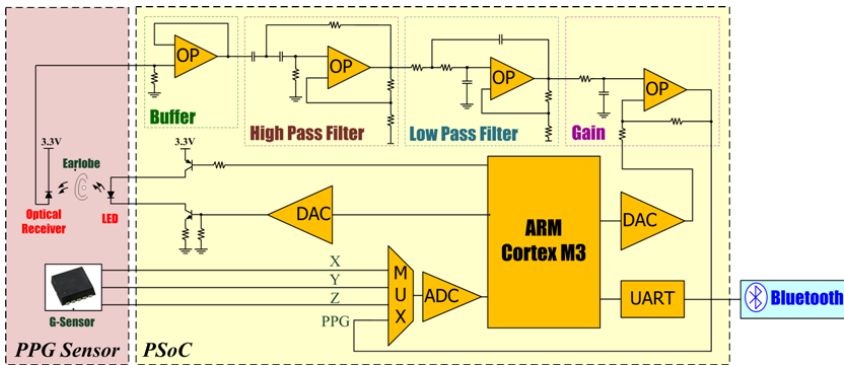 OP
Buffer
OP
High Pass Filter
OP
Low Pass Filter
OP
Gain
3.3V
Earlobe
Optical
Receiver
LED
3.3V
DAC
ARM
Cortex M3
DAC
X
Y
Z
PPG
MUX
ADC
UART
Bluetooth
G-Sensor
PPG Sensor
PSoC